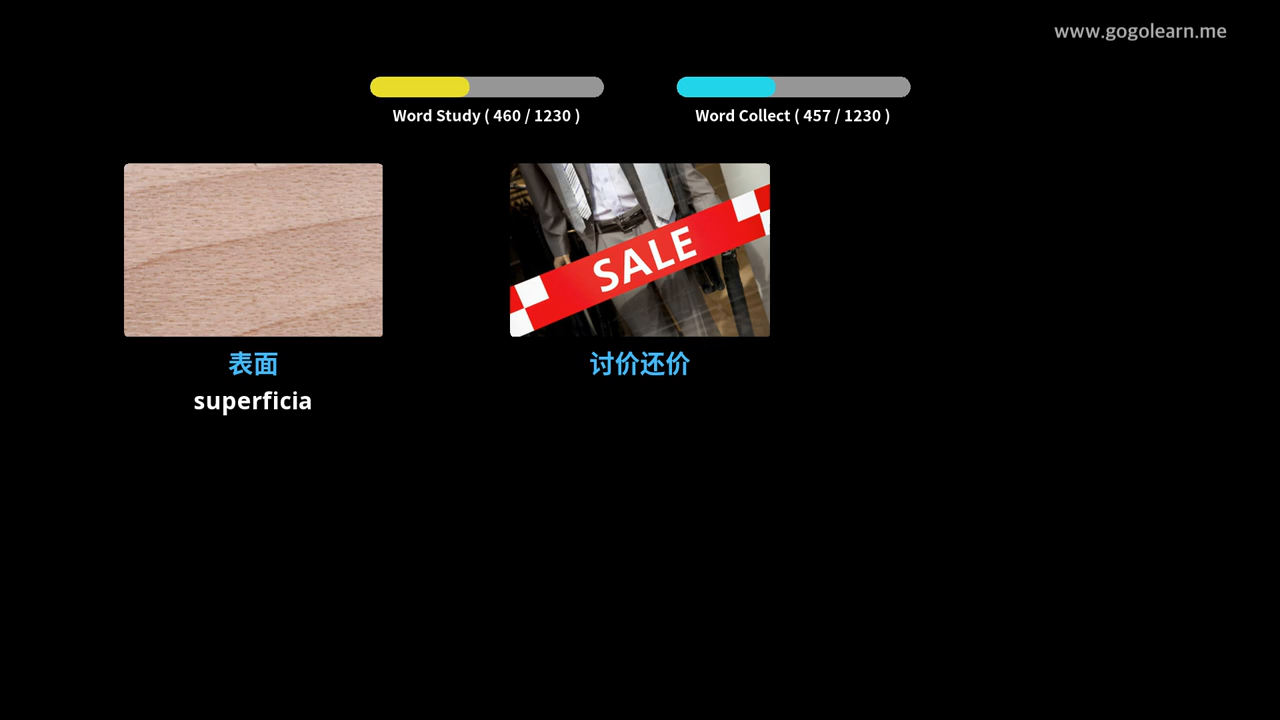 www.gogolearn.me
Word Study ( 460 / 1230 )
Word Collect ( 457 / 1230 )
SALE
表面
讨价还价
superficia